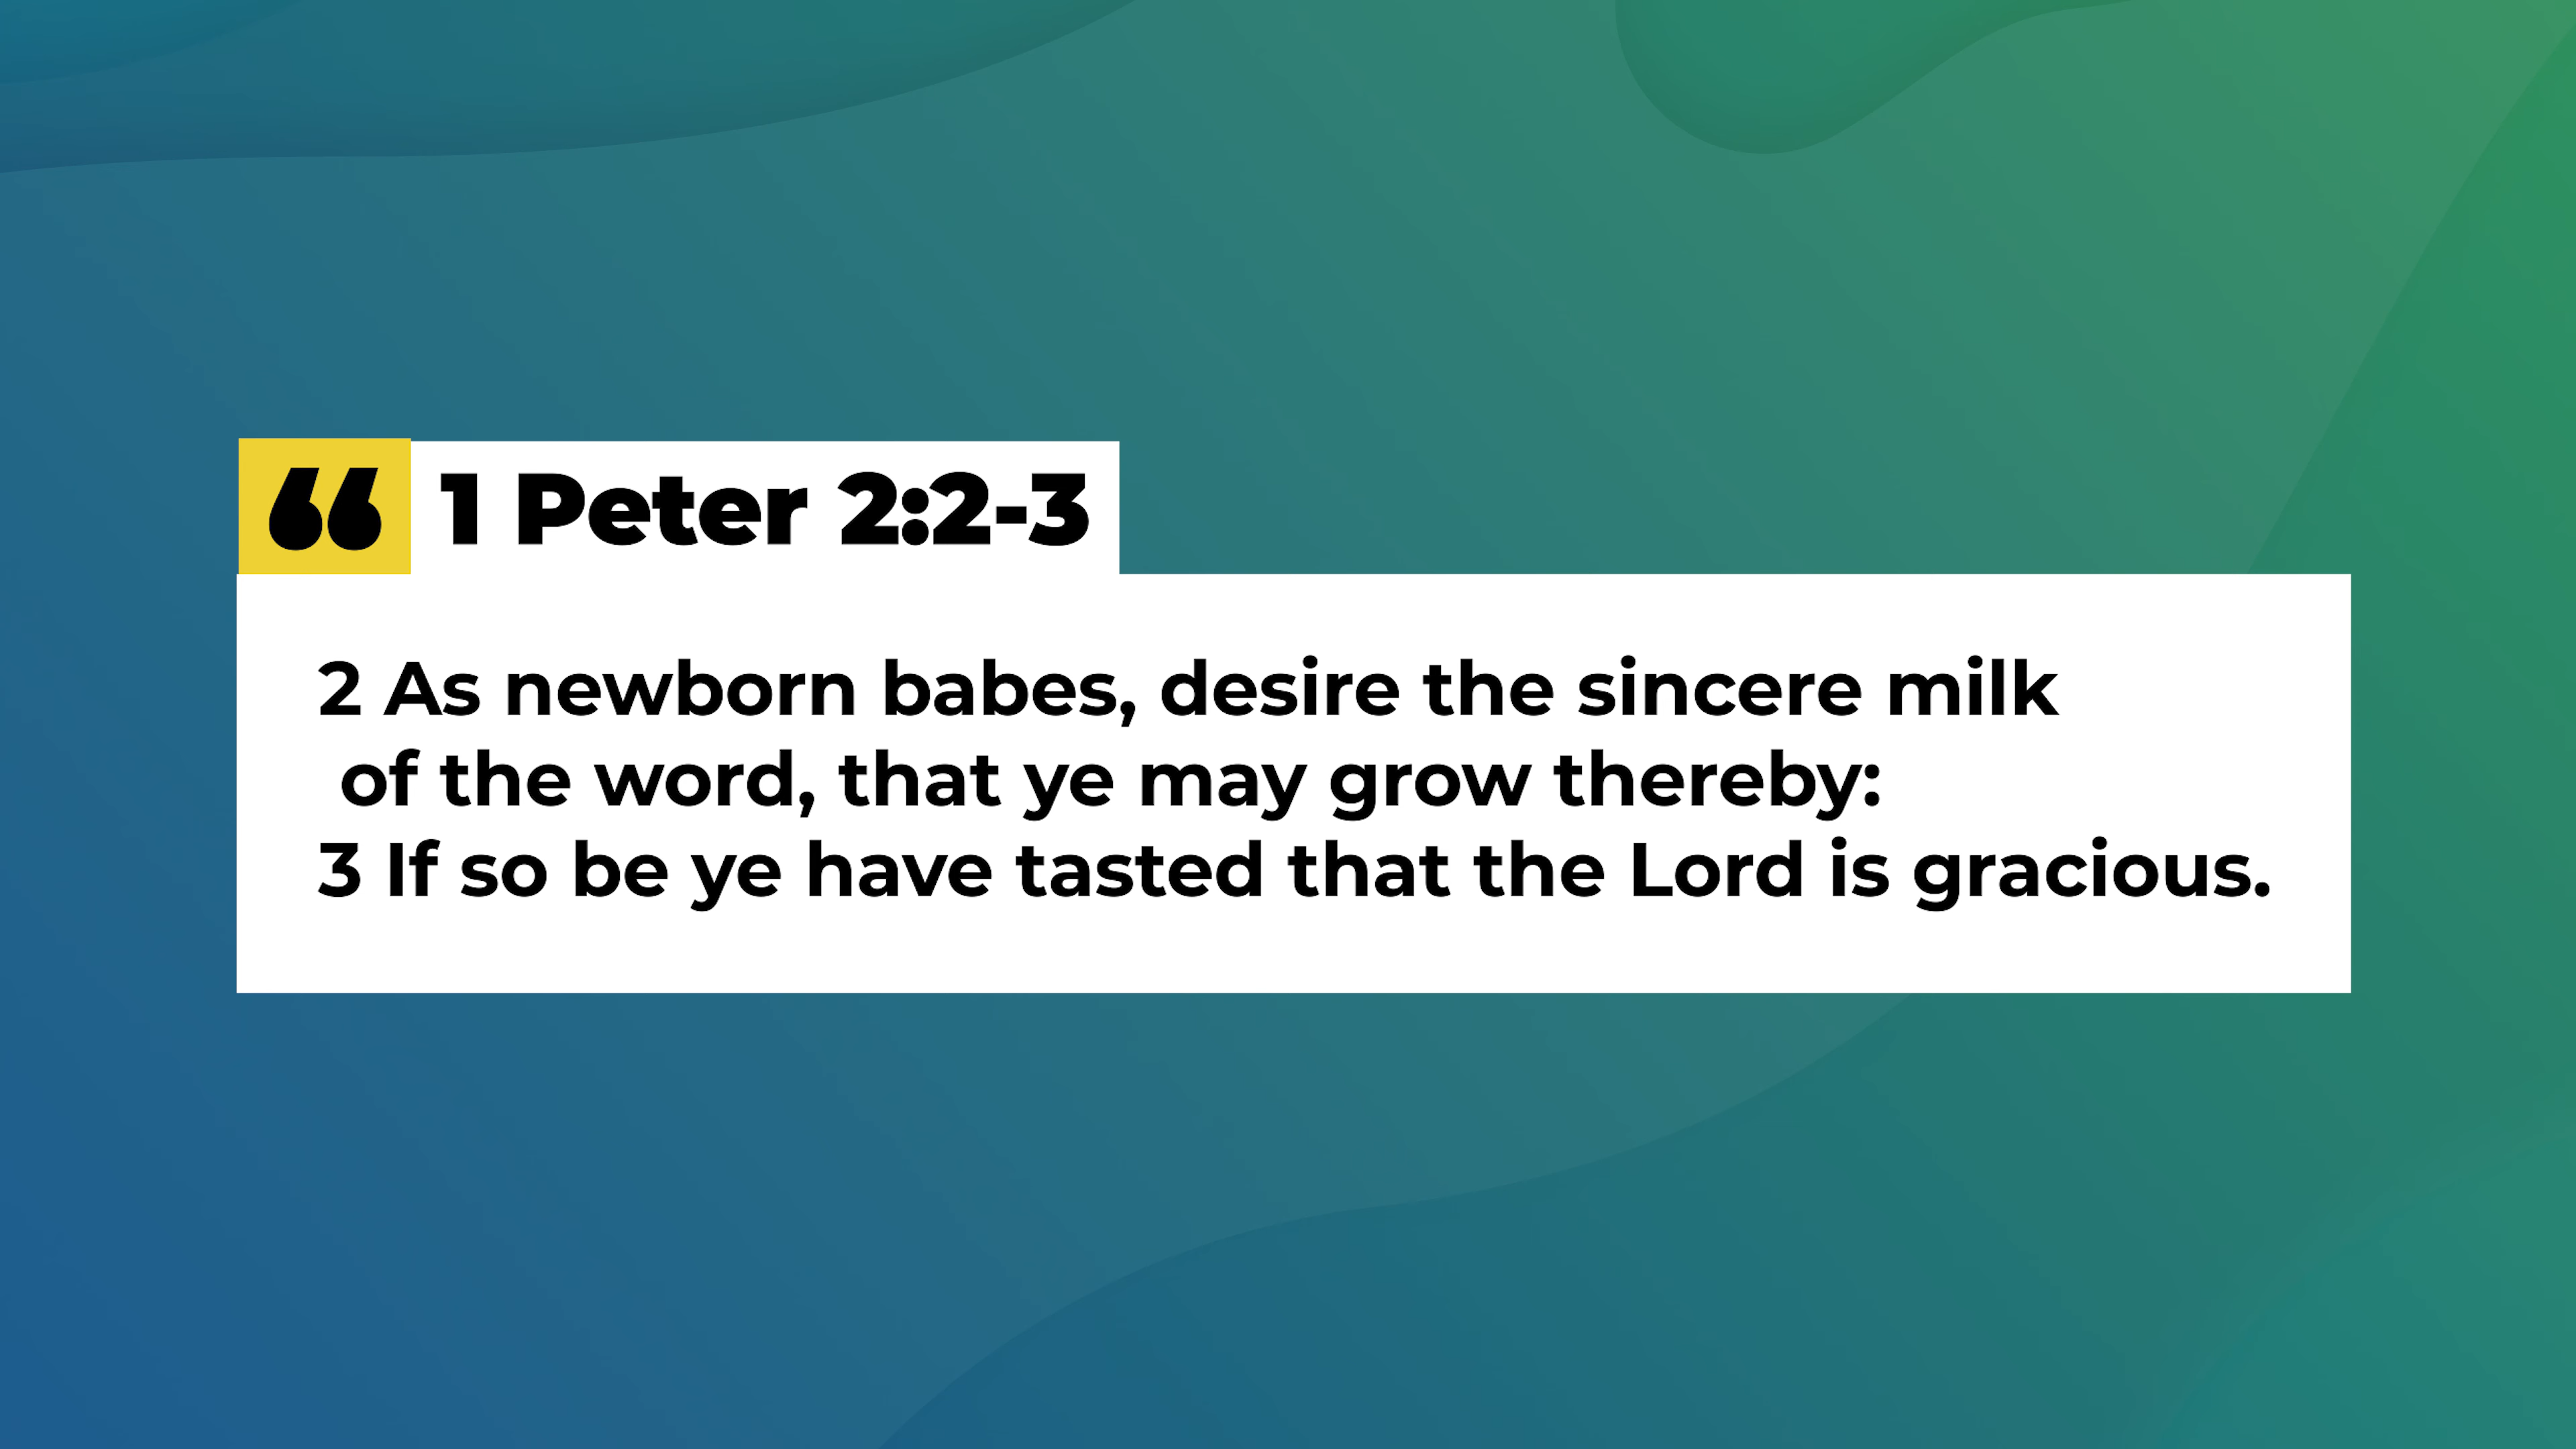 “ 1 Peter 2:2-3
2 As newborn babes, desire the sincere milk
of the word, that ye may grow thereby:
3 If so be ye have tasted that the Lord is gracious.